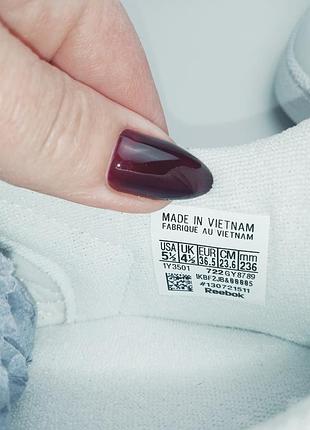 MADE IN VIETNAM
FABRIQUE AU VIETNAM
USA UK EUR CM mm
5½ 4½ 36.5 23.6 236
1Y3501 722GY8789
#130721511
Reebok